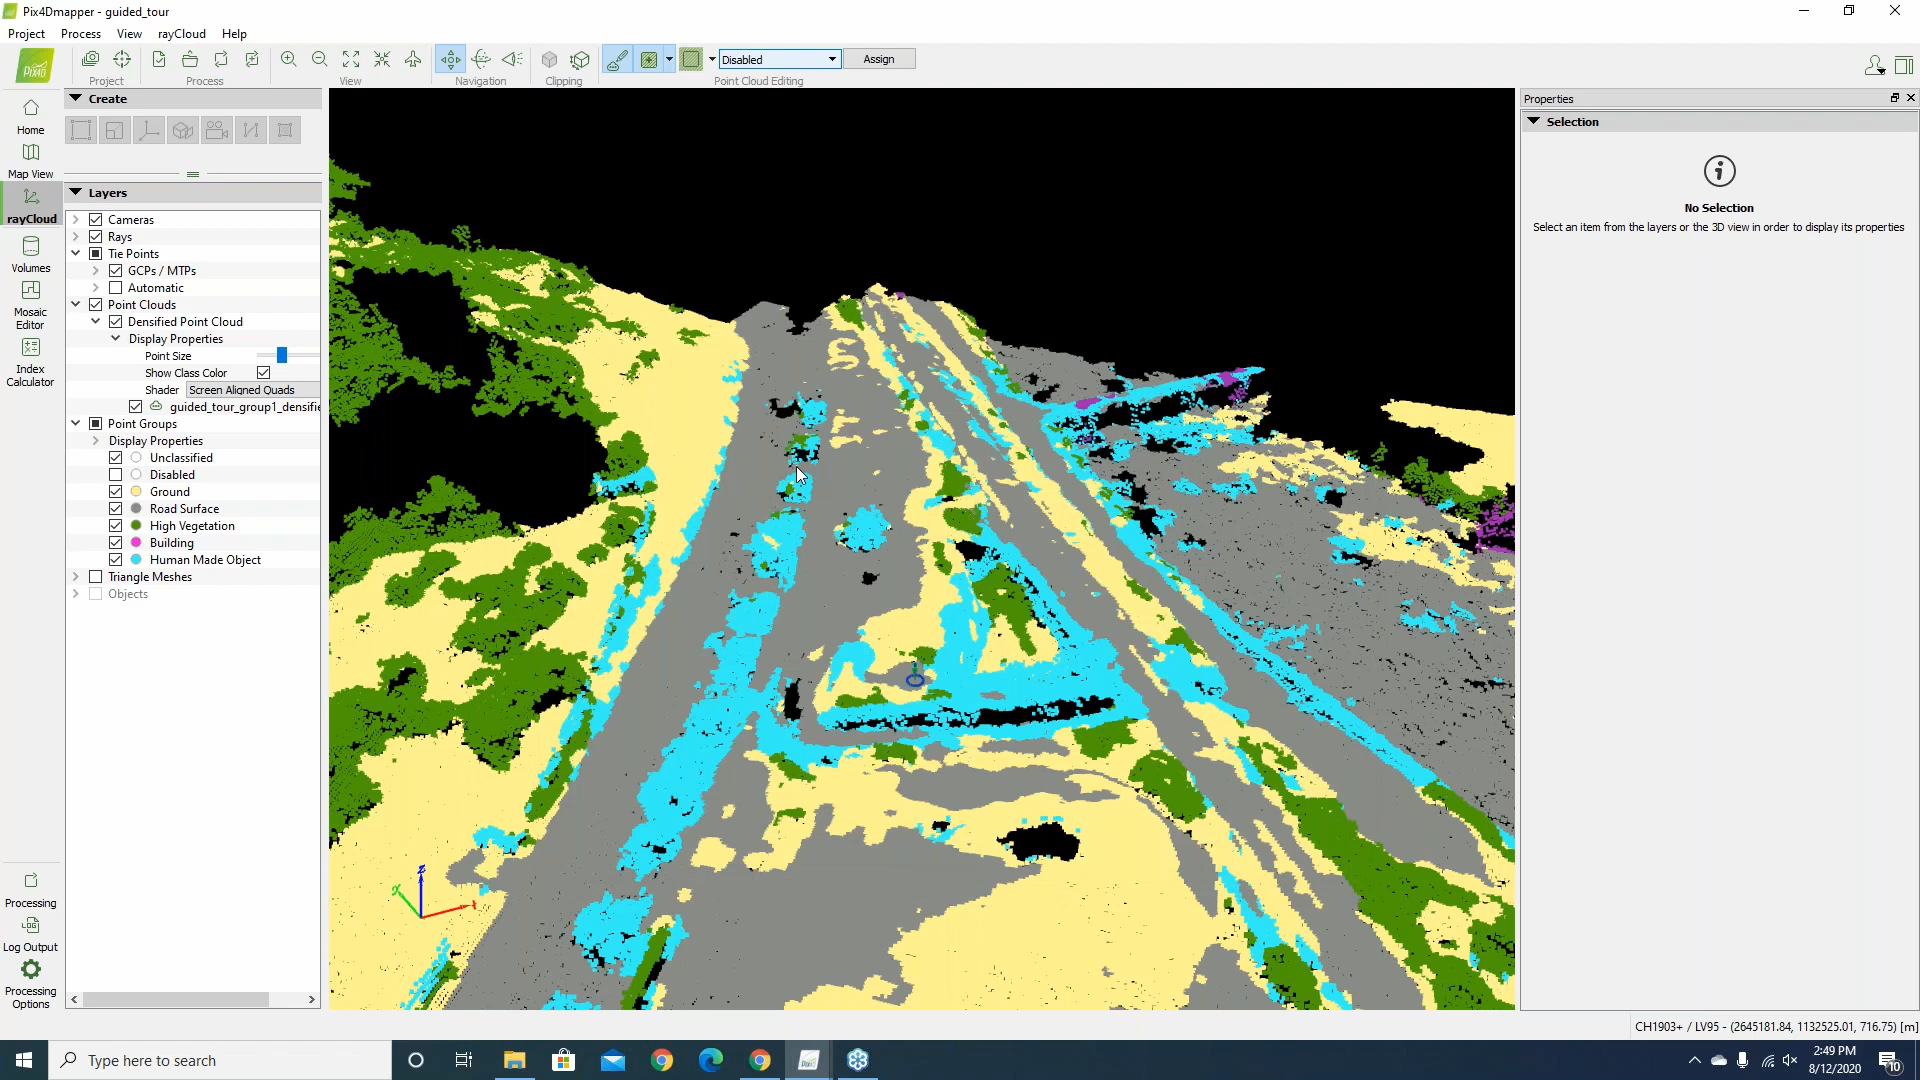 Pix4Dmapper - guided_tour
Project Process View rayCloud Help
PIX4D
Project Process View Navigation Clipping Point Cloud Editing
Disabled
Assign
Home
Map View
rayCloud
Volumes
Mosaic
Editor
Index
Calculator
Processing
Log Output
Processing
Options
Create
Layers
Cameras
Rays
Tie Points
GCPs / MTPs
Automatic
Point Clouds
Densified Point Cloud
Display Properties
Point Size
Show Class Color
Shader Screen Aligned Quads
guided_tour_group1_densifie
Point Groups
Display Properties
Unclassified
Disabled
Ground
Road Surface
High Vegetation
Building
Human Made Object
Triangle Meshes
Objects
Properties
Selection
No Selection
Select an item from the layers or the 3D view in order to display its properties
CH1903+ / LV95 - (2645181.84, 1132525.01, 716.75) [m]
Type here to search
2:49 PM
8/12/2020
10